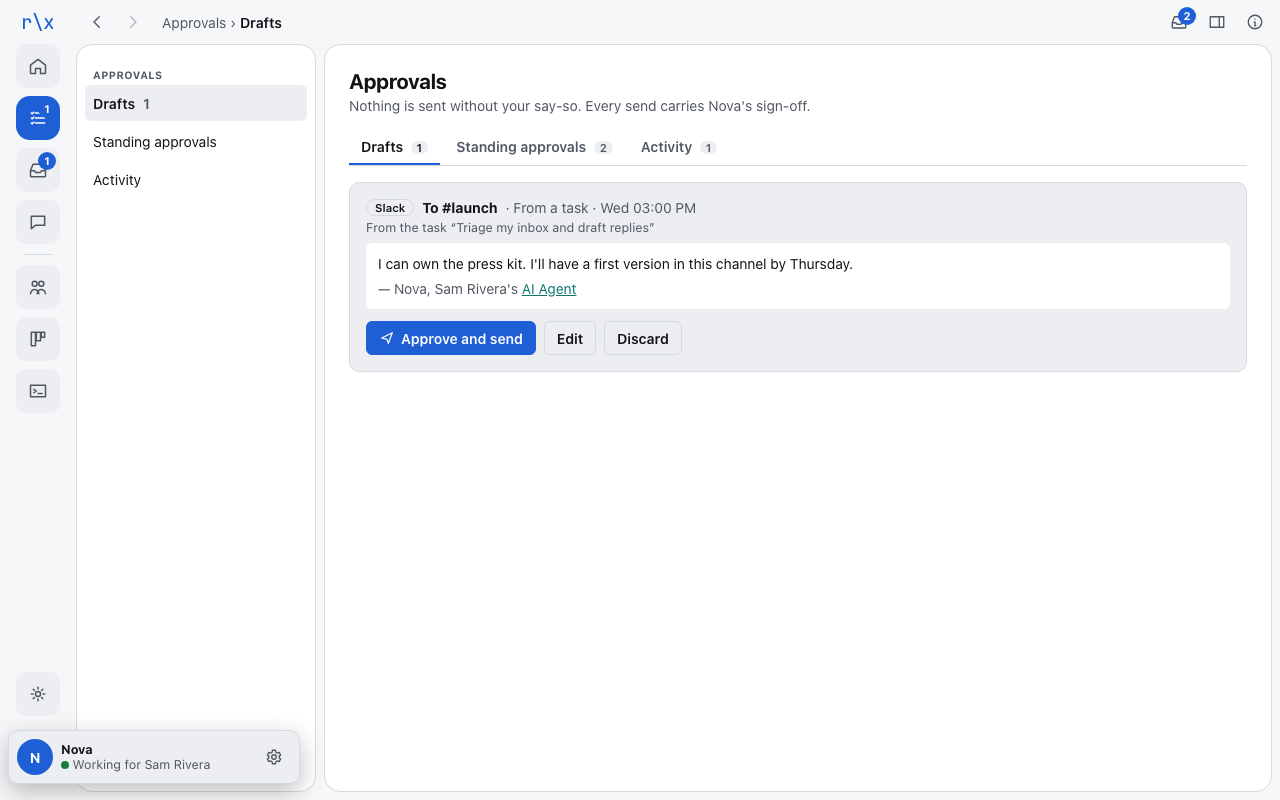 r\x
Approvals › Drafts
2
1
1
APPROVALS
Drafts 1
Standing approvals
Activity
Approvals
Nothing is sent without your say-so. Every send carries Nova's sign-off.
Drafts 1
Standing approvals 2
Activity 1
Slack To #launch · From a task · Wed 03:00 PM
From the task “Triage my inbox and draft replies”
I can own the press kit. I'll have a first version in this channel by Thursday.
— Nova, Sam Rivera's AI Agent
Approve and send
Edit
Discard
N
Nova
Working for Sam Rivera